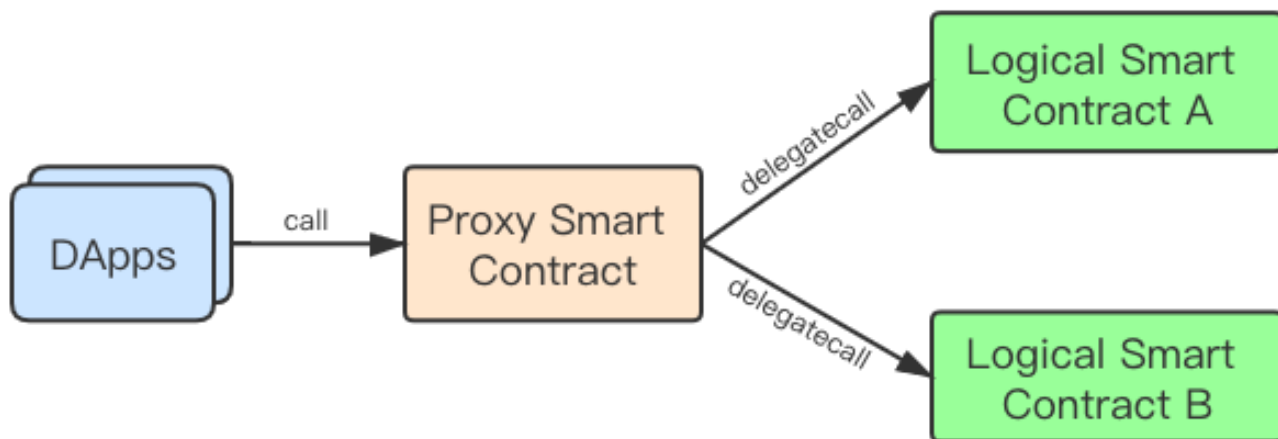 DApps
call
Proxy Smart
Contract
delegatecall
Logical Smart
Contract A
delegatecall
Logical Smart
Contract B